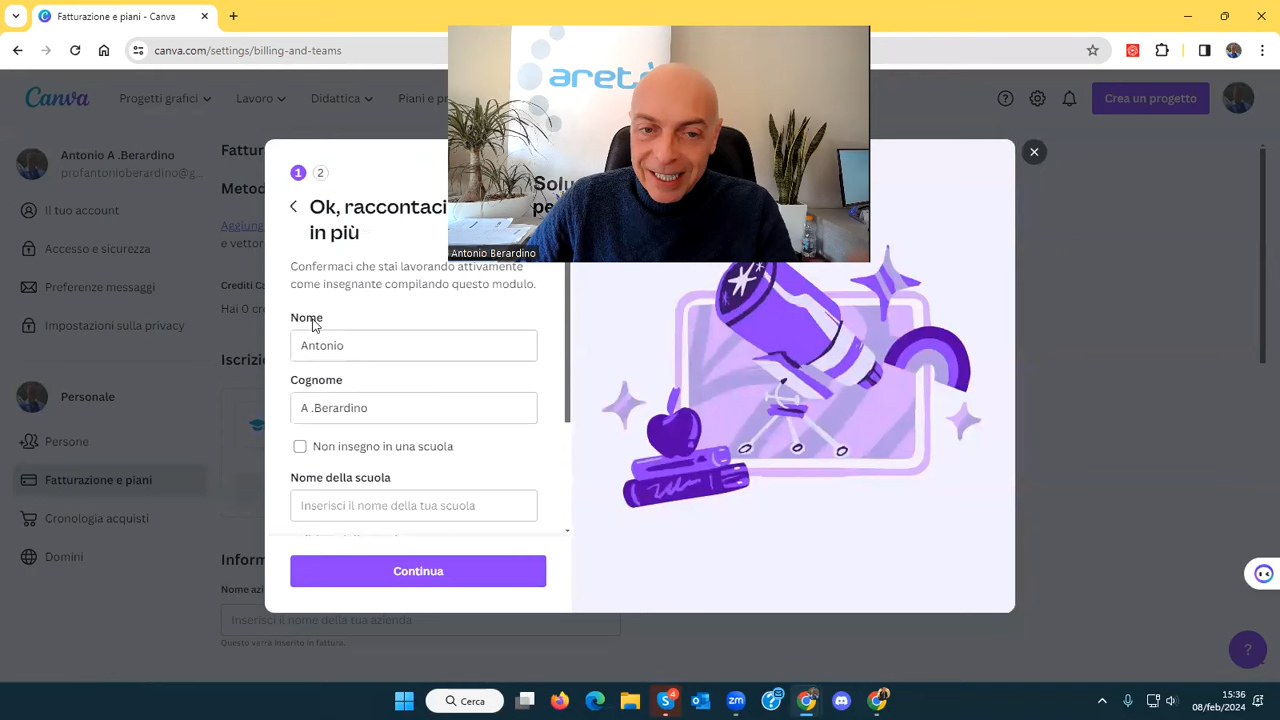 Fatturazione e piani - Canva
canva.com/settings/billing-and-teams
Canva
Progetti grafici
Lavoro
Didattica
Piani e pr
Crea un progetto
Antonio A .Berardino
profantonioberardino@g...
Il tuo account
Accesso e sicurezza
Preferenze messaggi
Impostazioni sulla privacy
Personale
Persone
Fatturazione e piani
Cronologia acquisti
Domini
Fattur
Metod
Aggiung
e vettor
Crediti Ca
Hai 0 cr
Iscrizi
Inform
Nome azi
Inserisci il nome della tua azienda
Questo verrà inserito in fattura.
1 2
Ok, raccontaci
in più
Confermaci che stai lavorando attivamente
come insegnante compilando questo modulo.
Nome
Antonio
Cognome
A .Berardino
Non insegno in una scuola
Nome della scuola
Inserisci il nome della tua scuola
Continua
aret
Solu
pe
Antonio Berardino
?
Cerca
4
zm
15:36
08/feb/2024